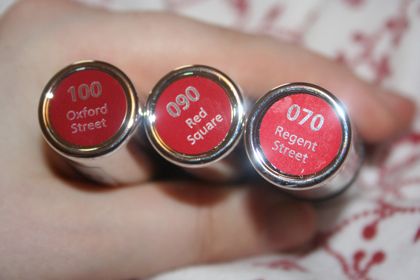 100
Oxford
Street
090
Red
Square
070
Regent
Street